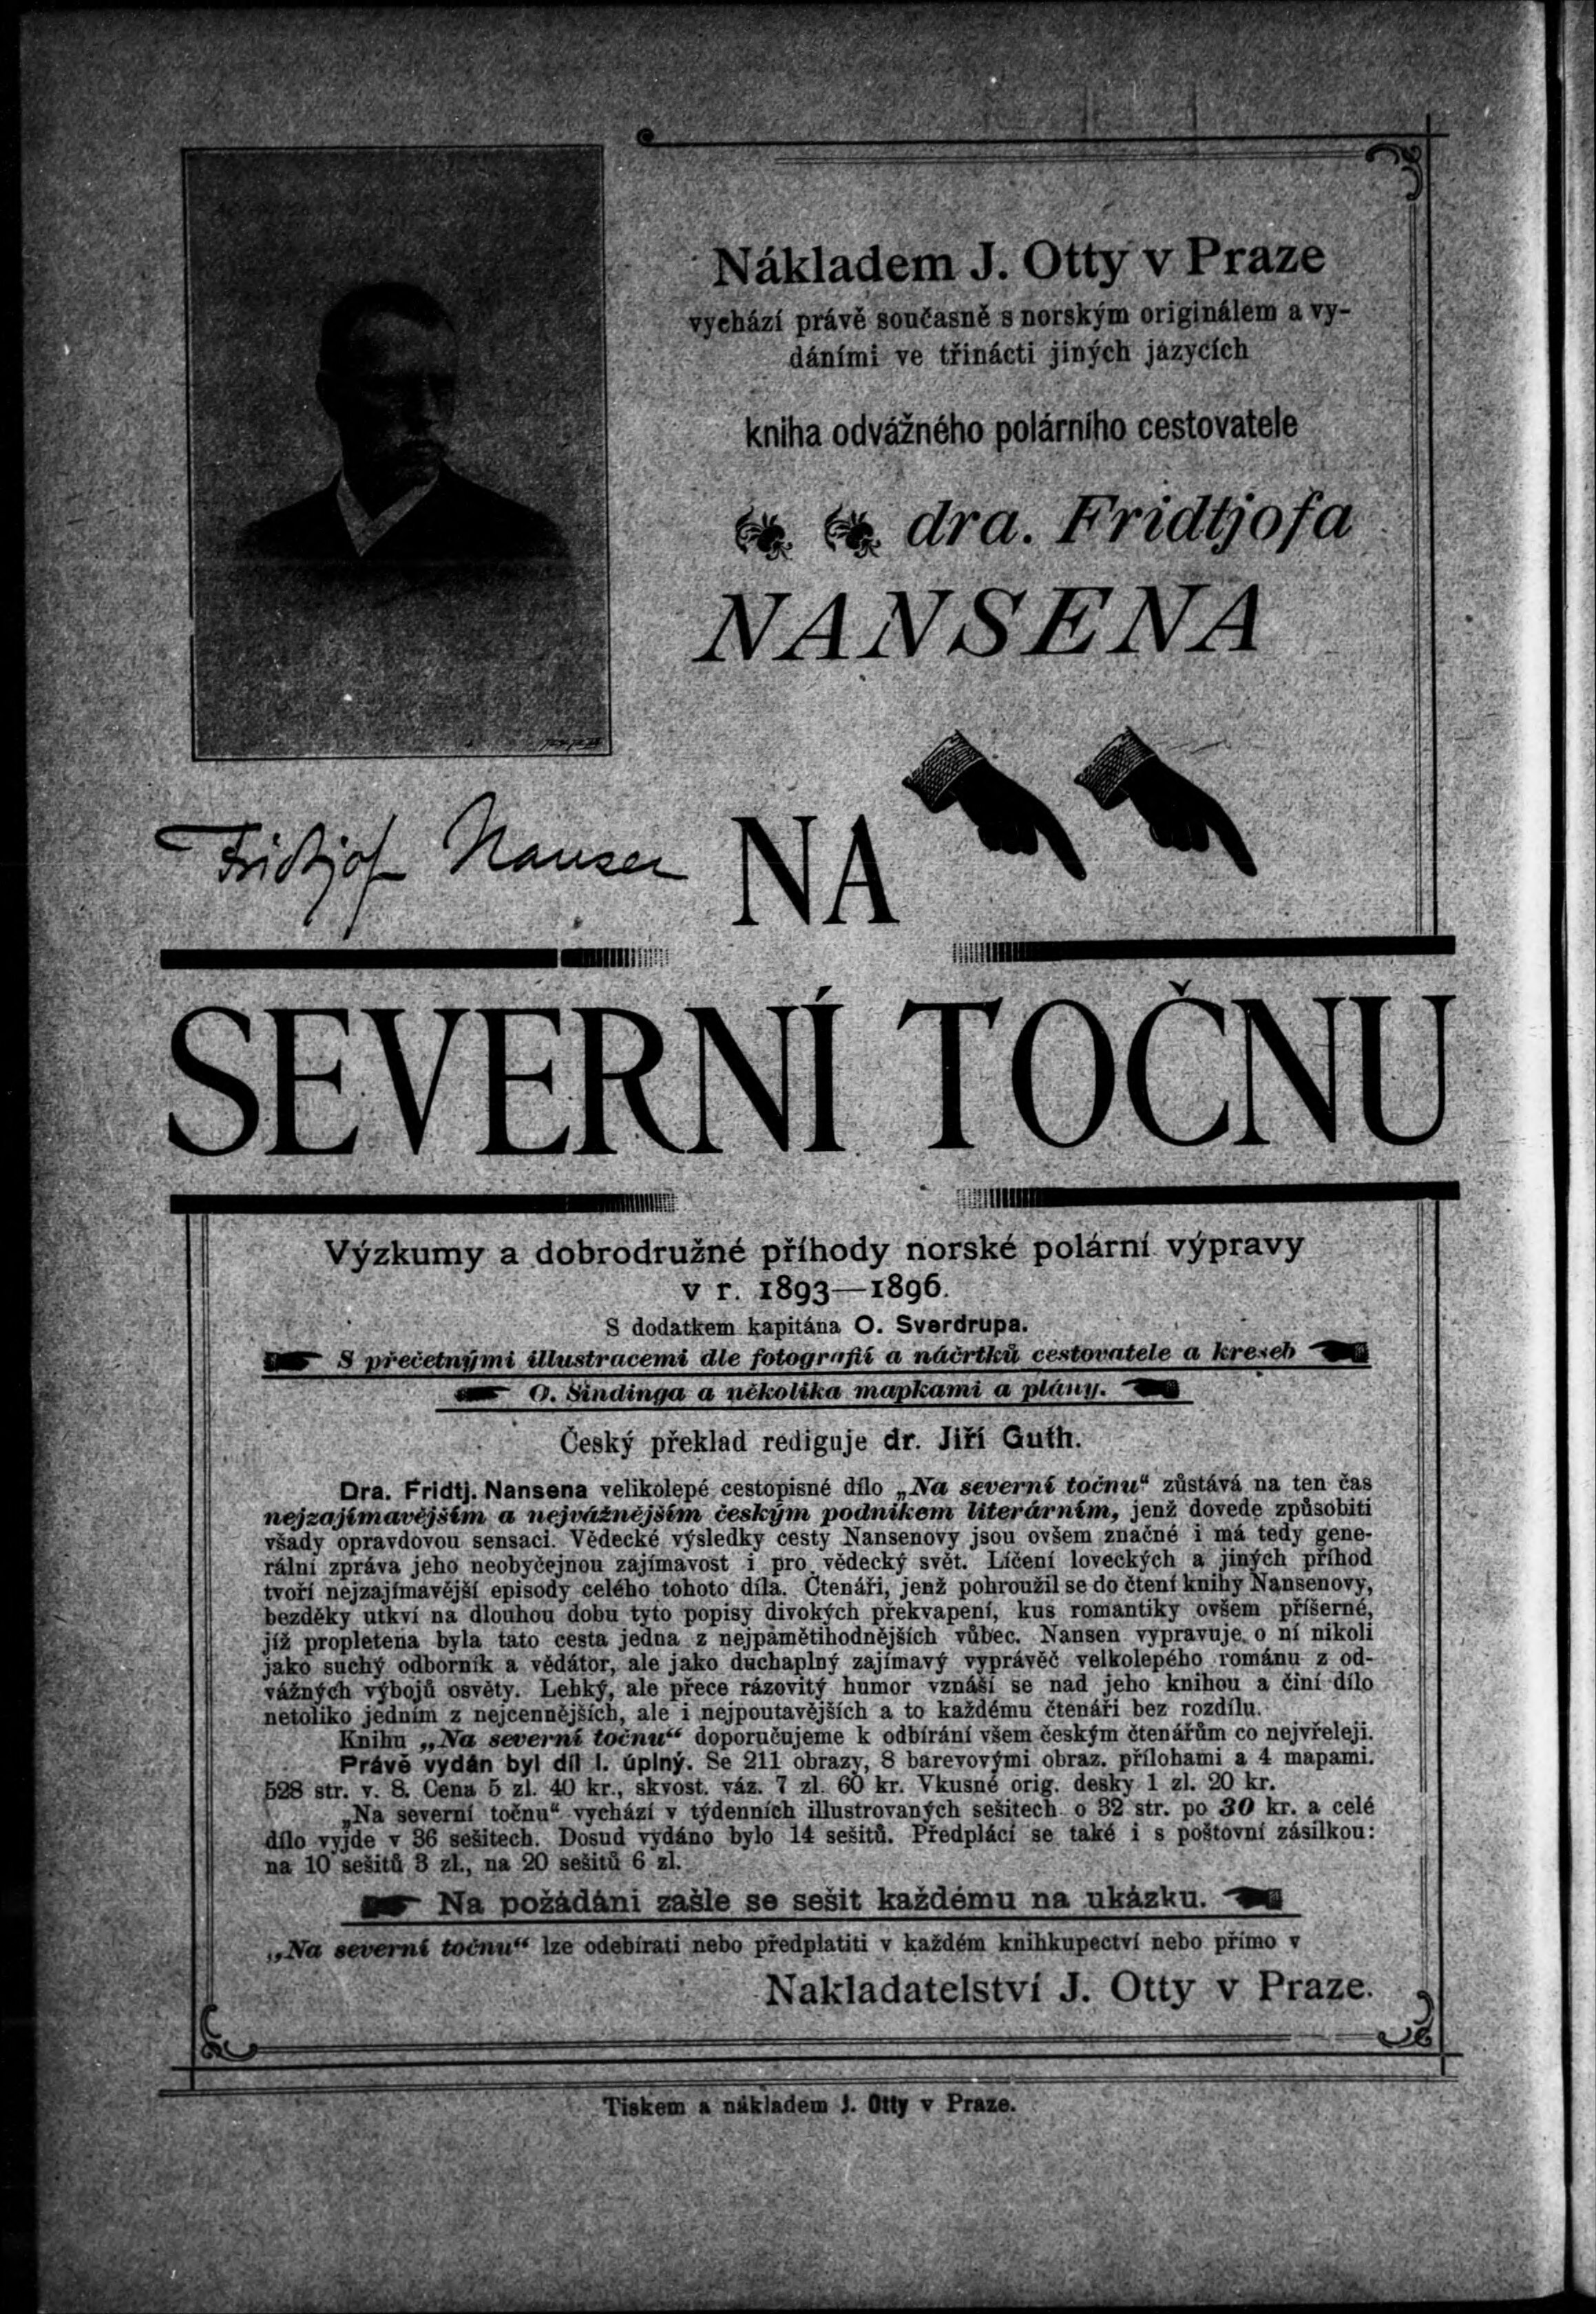 Nákladem J. Otty v Praze
vychází právě současně s norským originálem a vy-
dáními ve třinácti jiných jazycích
kniha odvážného polárního cestovatele
dra. Fridtjofa
NANSENA
Fridtjof Nansen
NA
SEVERNÍ TOČNU
Výzkumy a dobrodružné příhody norské polární výpravy
v r. 1893—1896.
S dodatkem kapitána O. Sverdrupa.
S přečetnými illustracemi dle fotografií a náčrtků cestovatele a kreseb
O. Sindinga a několika mapkami a plány.
Český překlad rediguje dr. Jiří Guth.
Dra. Fridtj. Nansena velikolepé cestopisné dílo „Na severní točnu“ zůstává na ten čas
nejzajímavějším a nejvážnějším českým podnikem literárním, jenž dovede způsobiti
všady opravdovou sensaci. Vědecké výsledky cesty Nansenovy jsou ovšem značné i má tedy gene-
rální zpráva jeho neobyčejnou zajímavost i pro vědecký svět. Líčení loveckých a jiných příhod
tvoří nejzajímavější episody celého tohoto díla. Čtenáři, jenž pohroužil se do čtení knihy Nansenovy,
bezděky utkví na dlouhou dobu tyto popisy divokých překvapení, kus romantiky ovšem příšerné,
jíž propletena byla tato cesta jedna z nejpamětihodnějších vůbec. Nansen vypravuje o ní nikoli
jako suchý odborník a vědátor, ale jako duchaplný zajímavý vyprávěč velkolepého románu z od-
vážných výbojů osvěty. Lehký, ale přece rázovitý humor vznáší se nad jeho knihou a činí dílo
netoliko jedním z nejcennějších, ale i nejpoutavějších a to každému čtenáři bez rozdílu.
Knihu „Na severní točnu“ doporučujeme k odbírání všem českým čtenářům co nejvřeleji.
Právě vydán byl díl I. úplný. Se 211 obrazy, 8 barevovými obraz. přílohami a 4 mapami.
528 str. v. 8. Cena 5 zl. 40 kr., skvost. váz. 7 zl. 60 kr. Vkusné orig. desky 1 zl. 20 kr.
„Na severní točnu“ vychází v týdenních illustrovaných sešitech o 32 str. po 30 kr. a celé
dílo vyjde v 36 sešitech. Dosud vydáno bylo 14 sešitů. Předplácí se také i s poštovní zásilkou:
na 10 sešitů 3 zl., na 20 sešitů 6 zl.
Na požádání zašle se sešit každému na ukázku.
„Na severní točnu“ lze odebírati nebo předplatiti v každém knihkupectví nebo přímo v
Nakladatelství J. Otty v Praze.
Tiskem a nákladem J. Otty v Praze.